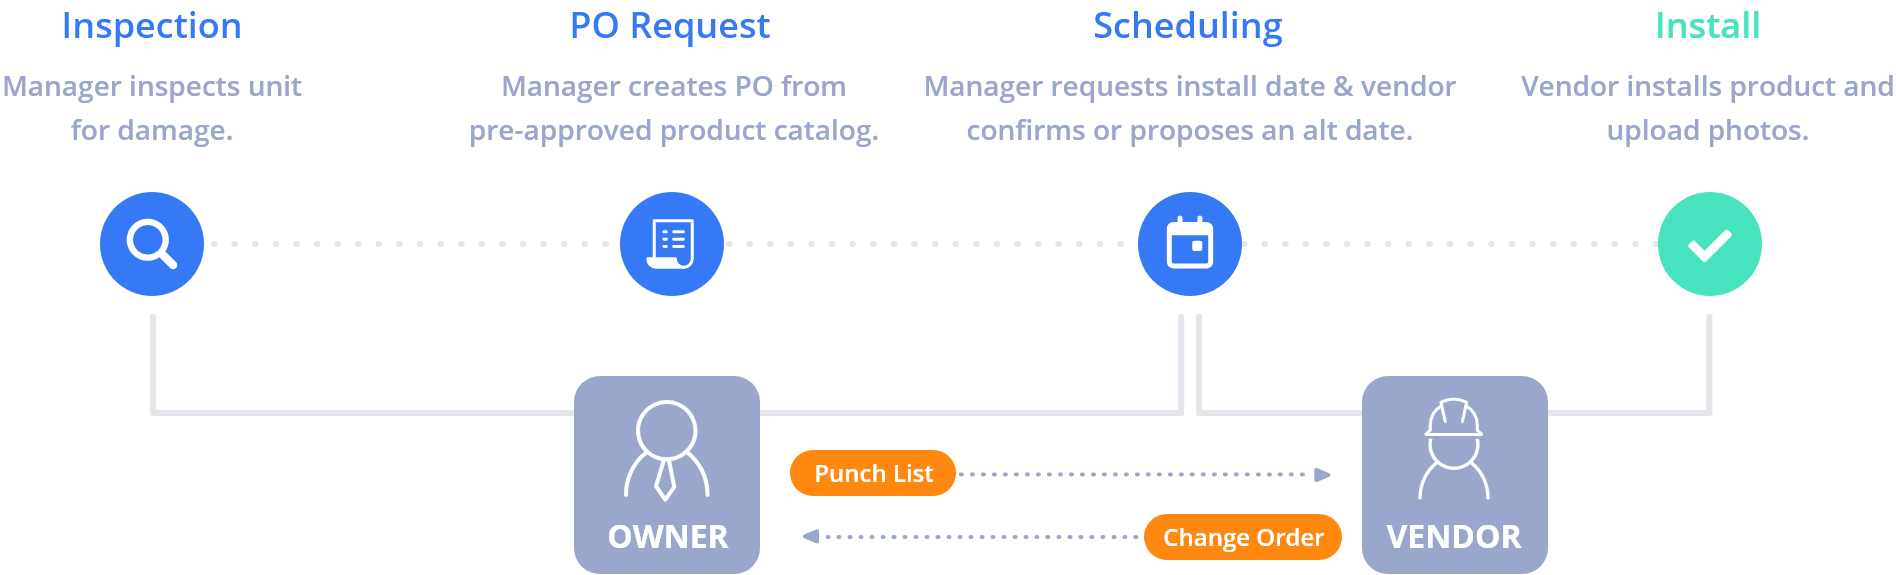 Inspection
Manager inspects unit
for damage.
PO Request
Manager creates PO from
pre-approved product catalog.
Scheduling
Manager requests install date & vendor
confirms or proposes an alt date.
Install
Vendor installs product and
upload photos.
OWNER
Punch List
Change Order
VENDOR